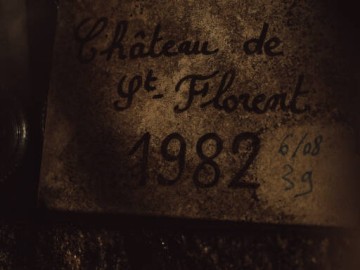 Château de
St-Florent
1982
6/08
39